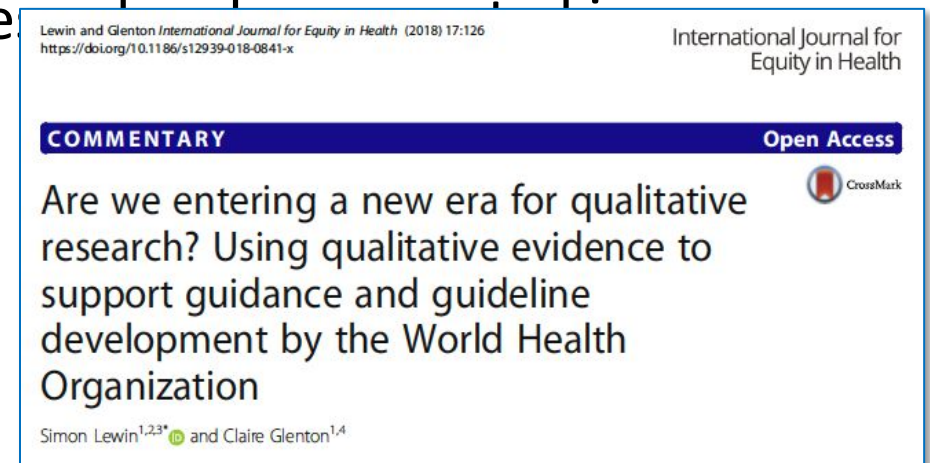 Lewin and Glenton International Journal for Equity in Health (2018) 17:126
https://doi.org/10.1186/s12939-018-0841-x
International Journal for
Equity in Health
COMMENTARY
Open Access
CrossMark
Are we entering a new era for qualitative
research? Using qualitative evidence to
support guidance and guideline
development by the World Health
Organization
Simon Lewin1,2,3* and Claire Glenton1,4